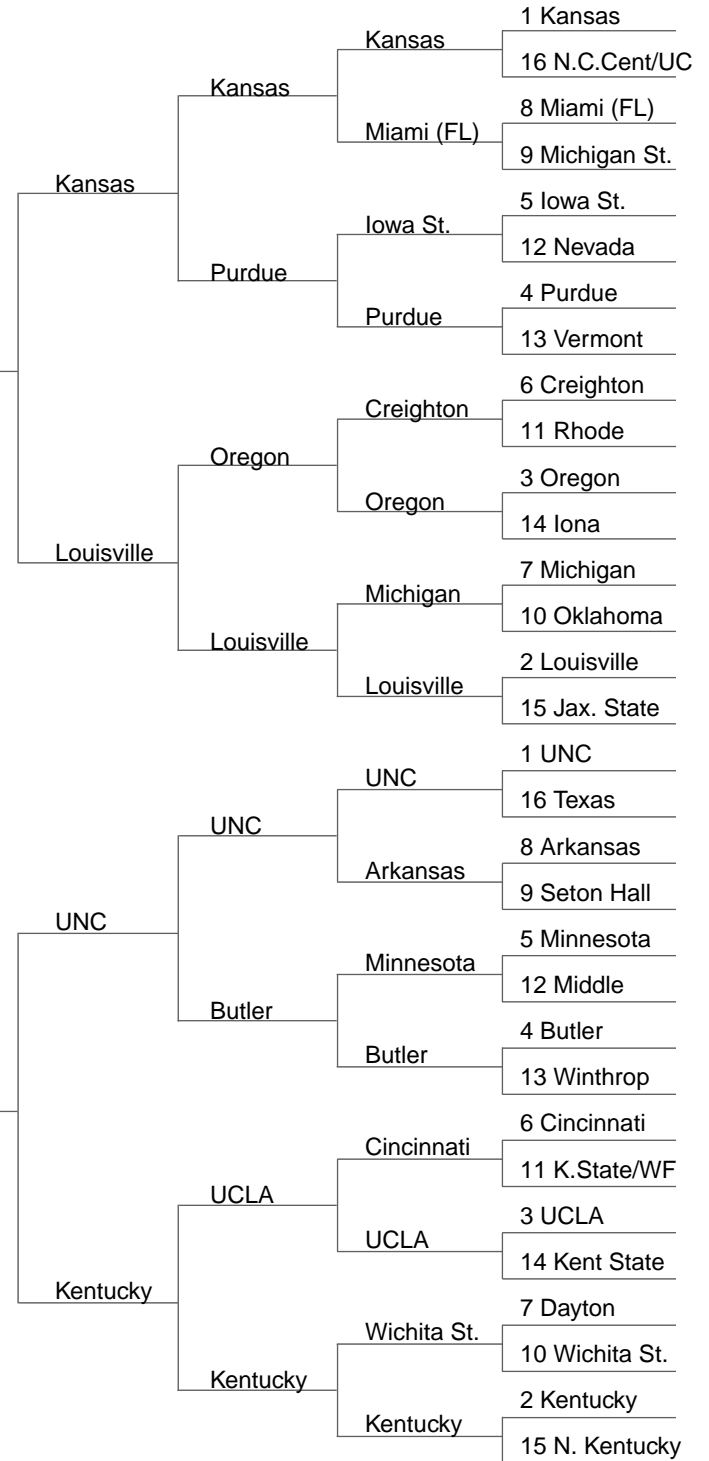 1 Kansas
Kansas
16 N.C.Cent/UC
Kansas
8 Miami (FL)
Miami (FL)
9 Michigan St.
Kansas
5 Iowa St.
Iowa St.
12 Nevada
Purdue
4 Purdue
Purdue
13 Vermont
6 Creighton
Creighton
11 Rhode
Oregon
3 Oregon
Oregon
14 Iona
Louisville
7 Michigan
Michigan
10 Oklahoma
Louisville
2 Louisville
Louisville
15 Jax. State
1 UNC
UNC
16 Texas
UNC
8 Arkansas
Arkansas
9 Seton Hall
UNC
5 Minnesota
Minnesota
12 Middle
Butler
4 Butler
Butler
13 Winthrop
6 Cincinnati
Cincinnati
11 K.State/WF
UCLA
3 UCLA
UCLA
14 Kent State
Kentucky
7 Dayton
Wichita St.
10 Wichita St.
Kentucky
2 Kentucky
Kentucky
15 N. Kentucky